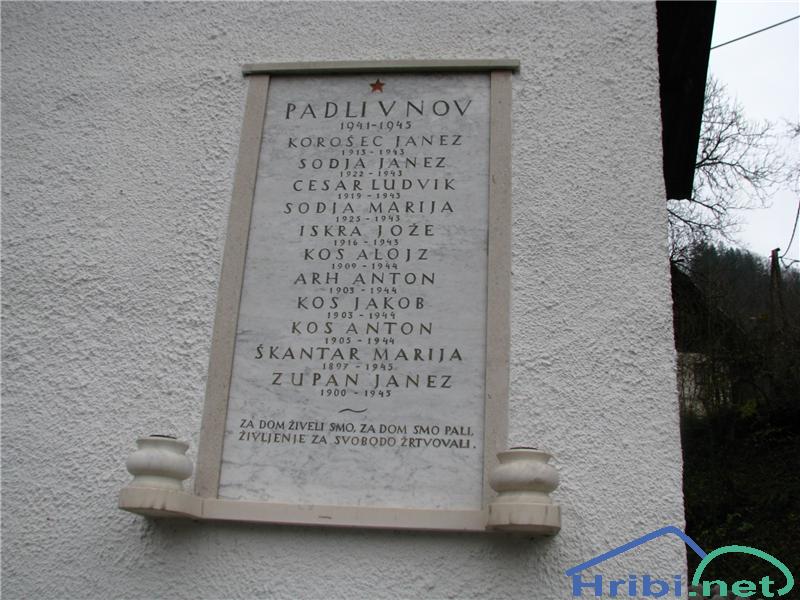 PADLI V NOV
1941-1945
KOROŠEC JANEZ
1913 - 1943
SODJA JANEZ
1922 - 1943
CESAR LUDVIK
1919 - 1943
SODJA MARIJA
1925 - 1943
ISKRA JOŽE
1916 - 1943
KOS ALOJZ
1909 - 1944
ARH ANTON
1903 - 1944
KOS JAKOB
1903 - 1944
KOS ANTON
1905 - 1944
ŠKANTAR MARIJA
1897 - 1945
ZUPAN JANEZ
1900 - 1945
ZA DOM ŽIVELI SMO, ZA DOM SMO PALI,
ŽIVLJENJE ZA SVOBODO ŽRTVOVALI.
Hribi.net